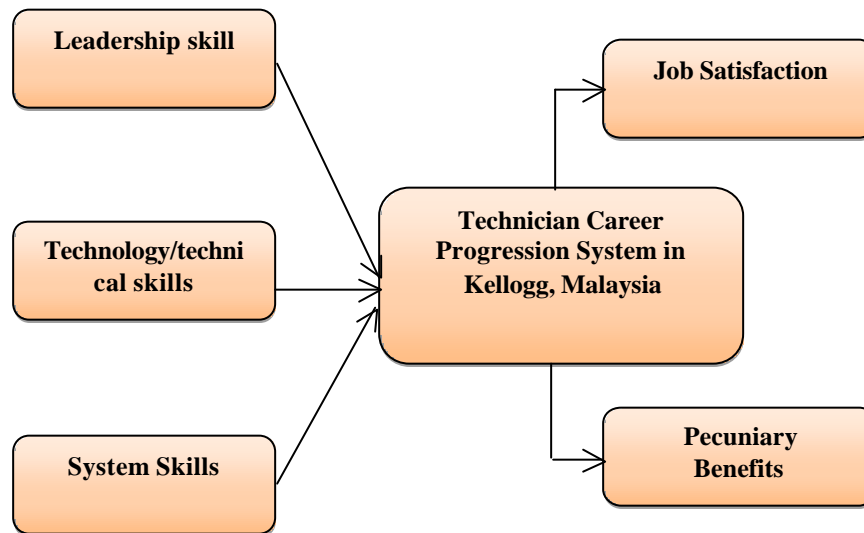 Leadership skill
Job Satisfaction
Technician Career
Progression System in
Kellogg, Malaysia
Technology/techni
cal skills
System Skills
Pecuniary
Benefits